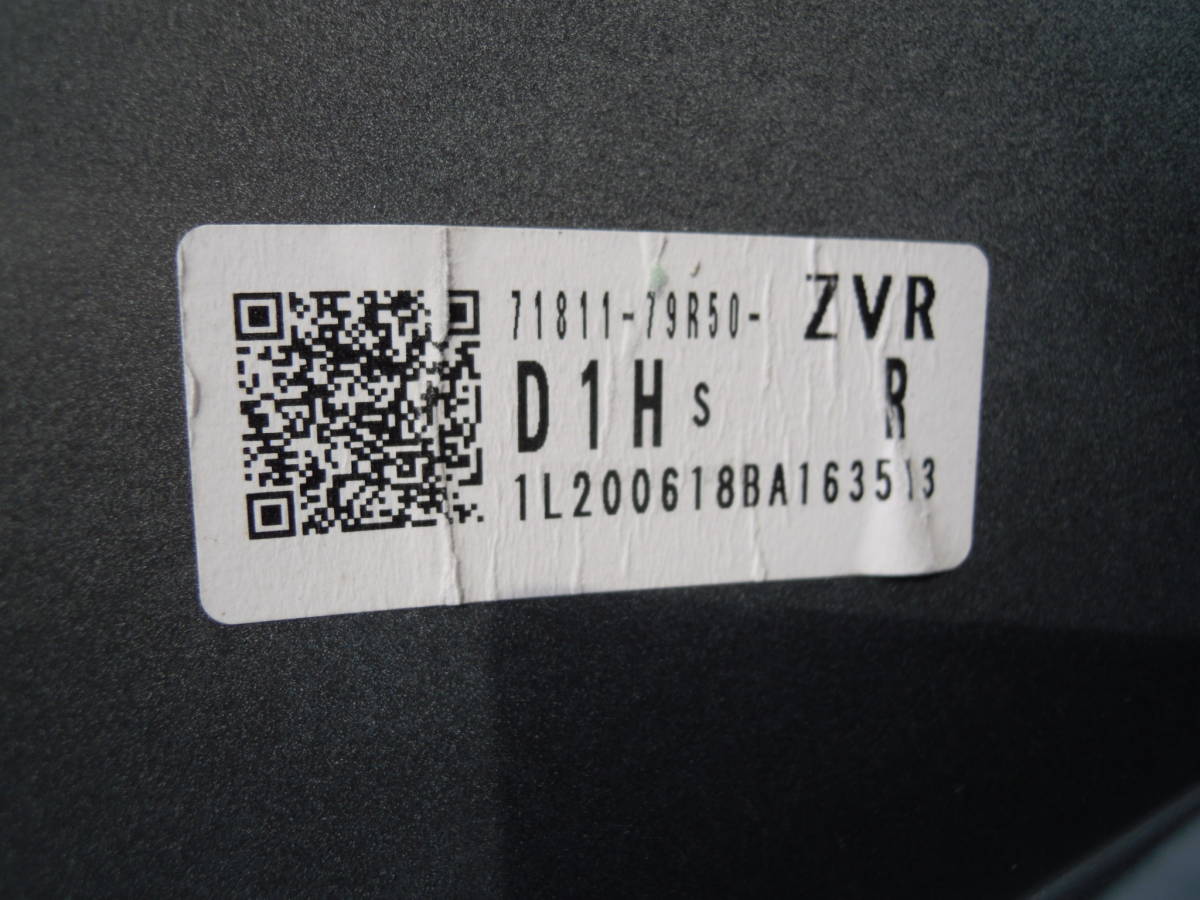 71811-79R50- ZVR
D1H S R
1L200618BA163513